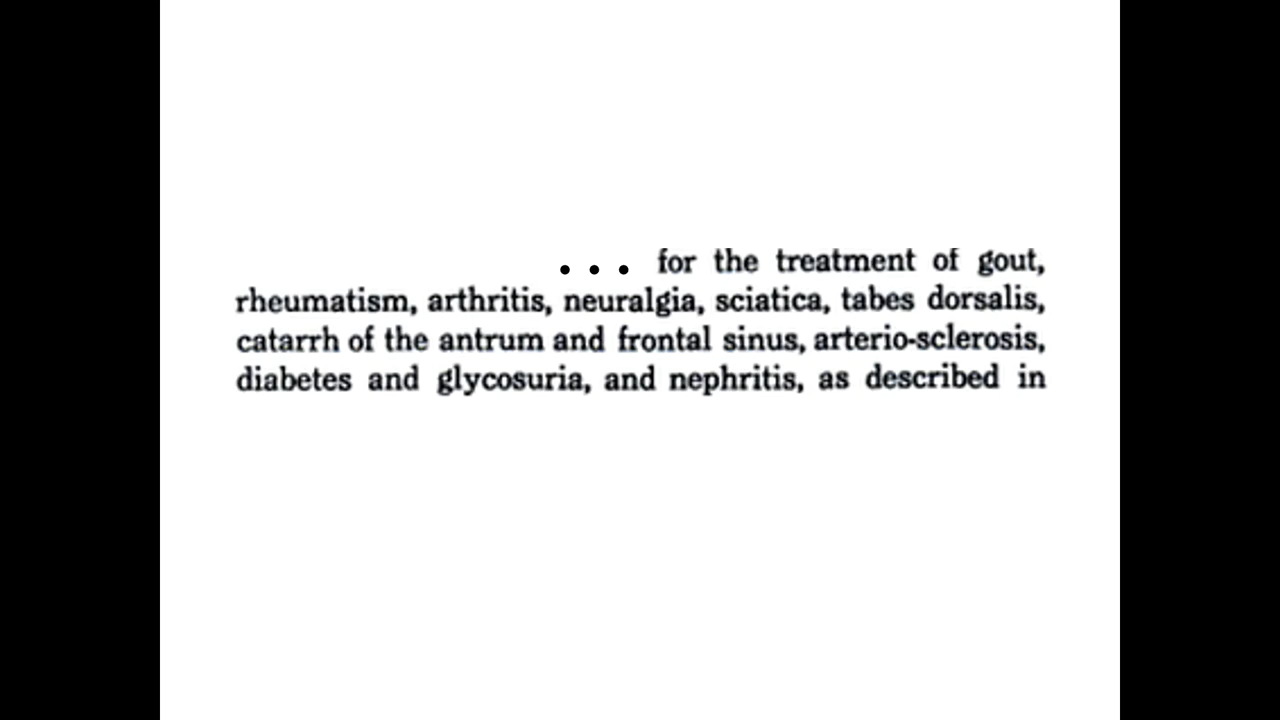 . . . for the treatment of gout,
rheumatism, arthritis, neuralgia, sciatica, tabes dorsalis,
catarrh of the antrum and frontal sinus, arterio-sclerosis,
diabetes and glycosuria, and nephritis, as described in